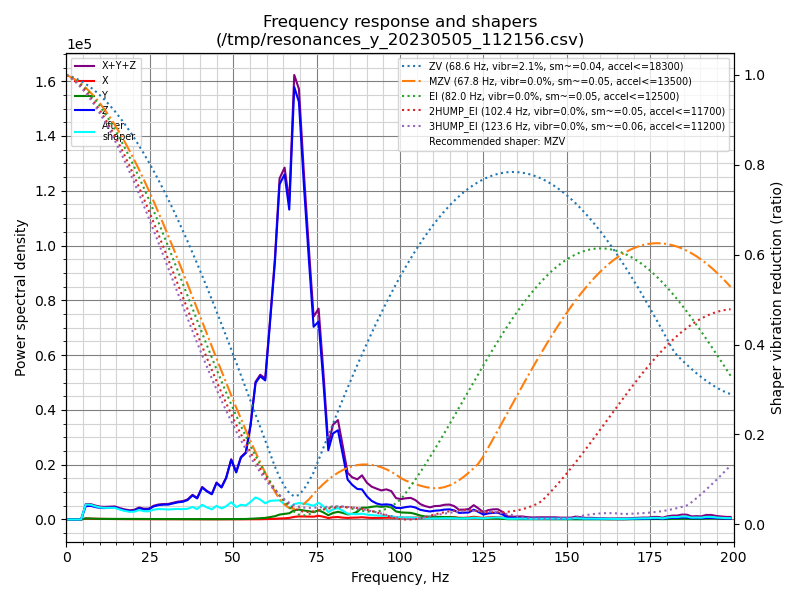 Frequency response and shapers
(/tmp/resonances_y_20230505_112156.csv)
1e5
X+Y+Z
X
Y
Z
After
shaper
ZV (68.6 Hz, vibr=2.1%, sm~=0.04, accel<=18300)
MZV (67.8 Hz, vibr=0.0%, sm~=0.05, accel<=13500)
EI (82.0 Hz, vibr=0.0%, sm~=0.05, accel<=12500)
2HUMP_EI (102.4 Hz, vibr=0.0%, sm~=0.05, accel<=11700)
3HUMP_EI (123.6 Hz, vibr=0.0%, sm~=0.06, accel<=11200)
Recommended shaper: MZV
Power spectral density
1.6
1.4
1.2
1.0
0.8
0.6
0.4
0.2
0.0
1.0
0.8
0.6
0.4
0.2
0.0
Shaper vibration reduction (ratio)
0 25 50 75 100 125 150 175 200
Frequency, Hz